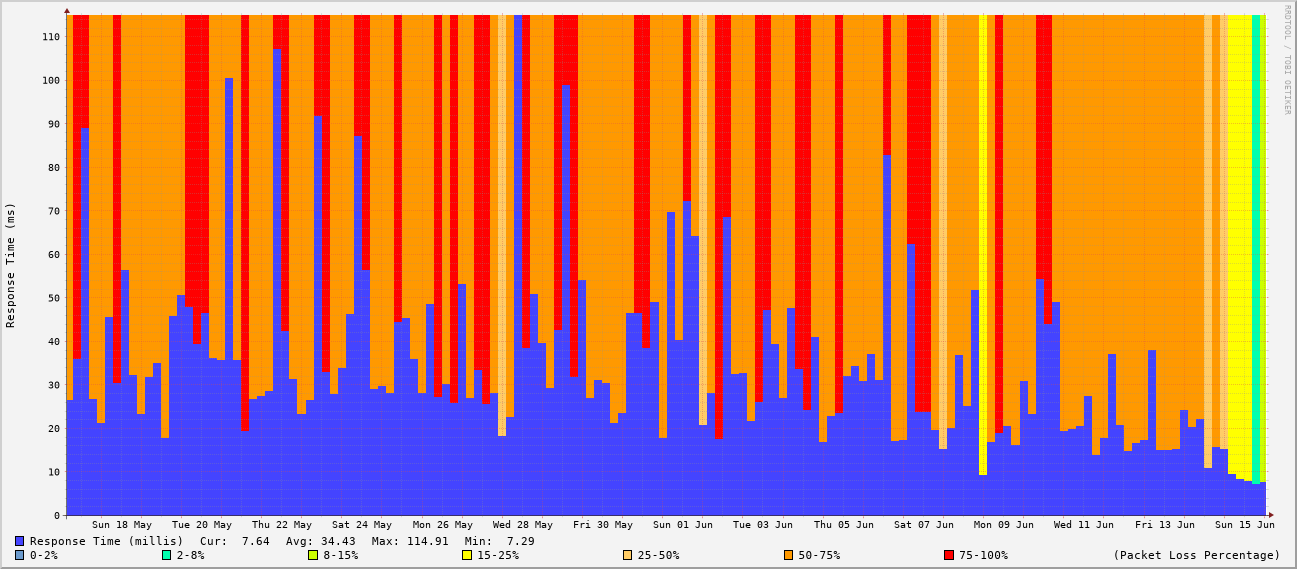 RRDTOOL / TOBI OETIKER
Response Time (ms)
110
100
90
80
70
60
50
40
30
20
10
0
Sun 18 May Tue 20 May Thu 22 May Sat 24 May Mon 26 May Wed 28 May Fri 30 May Sun 01 Jun Tue 03 Jun Thu 05 Jun Sat 07 Jun Mon 09 Jun Wed 11 Jun Fri 13 Jun Sun 15 Jun
Response Time (millis) Cur: 7.64 Avg: 34.43 Max: 114.91 Min: 7.29
0-2% 2-8% 8-15% 15-25% 25-50% 50-75% 75-100% (Packet Loss Percentage)